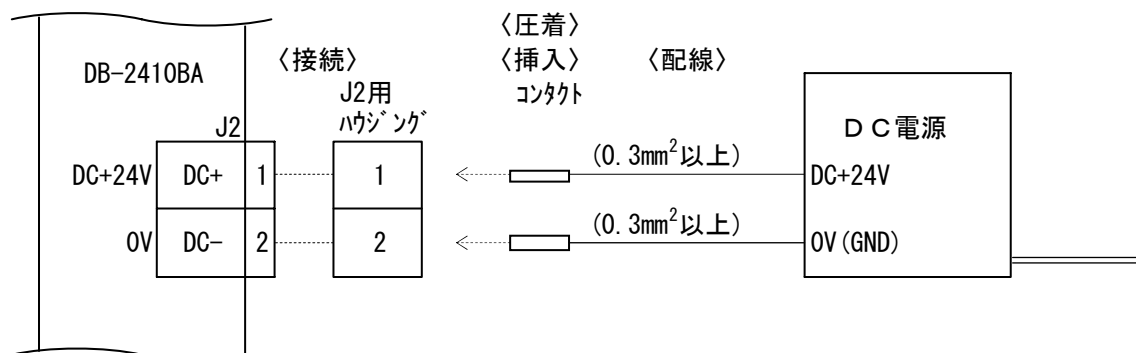 〈圧着〉
〈接続〉 〈挿入〉 〈配線〉
DB-2410BA
J2用
ﾊｳｼﾞﾝｸﾞ
ｺﾝﾀｸﾄ
J2
ＤＣ電源
DC+24V DC+ 1 1 (0.3mm²以上) DC+24V
0V DC- 2 2 (0.3mm²以上) 0V(GND)